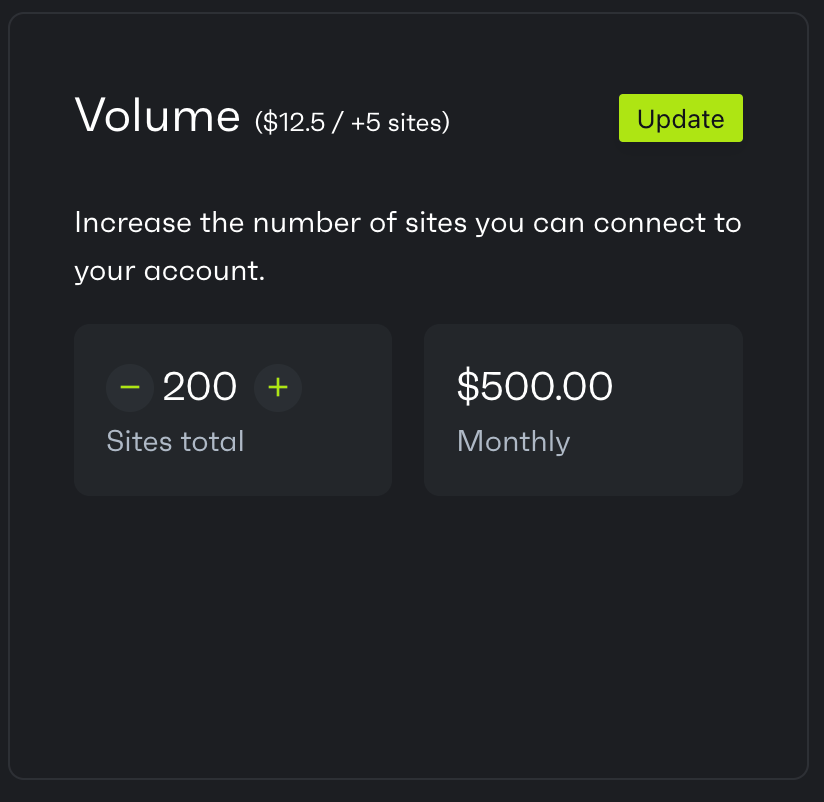 Volume ($12.5 / +5 sites)
Update
Increase the number of sites you can connect to
your account.
− 200 +
Sites total
$500.00
Monthly